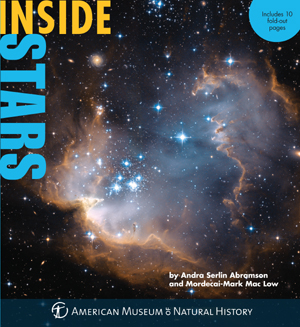 INSIDE
STARS
Includes 10
fold-out
pages
by Andra Serlin Abramson
and Mordecai-Mark Mac Low
AMERICAN MUSEUM & NATURAL HISTORY